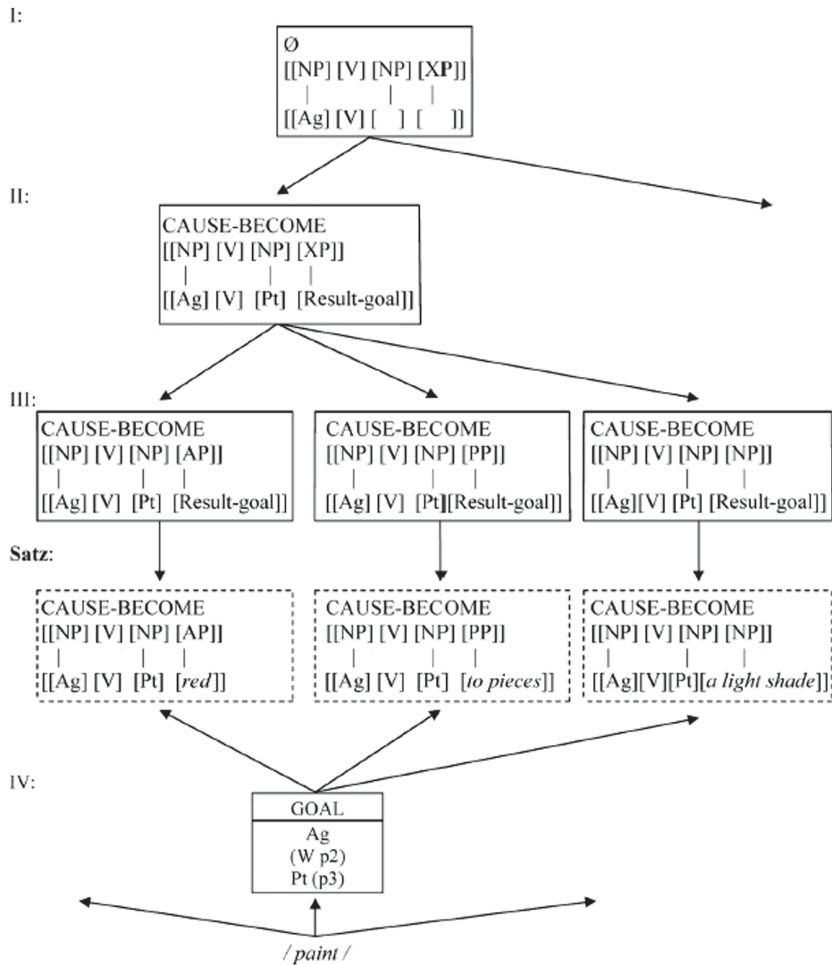 I:
Ø
[[NP] [V] [NP] [XP]]
[[Ag] [V] [ ] [ ]]
II:
CAUSE-BECOME
[[NP] [V] [NP] [XP]]
[[Ag] [V] [Pt] [Result-goal]]
III:
CAUSE-BECOME
[[NP] [V] [NP] [AP]]
[[Ag] [V] [Pt] [Result-goal]]
CAUSE-BECOME
[[NP] [V] [NP] [PP]]
[[Ag] [V] [Pt][Result-goal]]
CAUSE-BECOME
[[NP] [V] [NP] [NP]]
[[Ag][V] [Pt] [Result-goal]]
Satz:
CAUSE-BECOME
[[NP] [V] [NP] [AP]]
[[Ag] [V] [Pt] [red]]
CAUSE-BECOME
[[NP] [V] [NP] [PP]]
[[Ag] [V] [Pt] [to pieces]]
CAUSE-BECOME
[[NP] [V] [NP] [NP]]
[[Ag][V][Pt][a light shade]]
IV:
GOAL
Ag
(W p2)
Pt (p3)
/ paint /